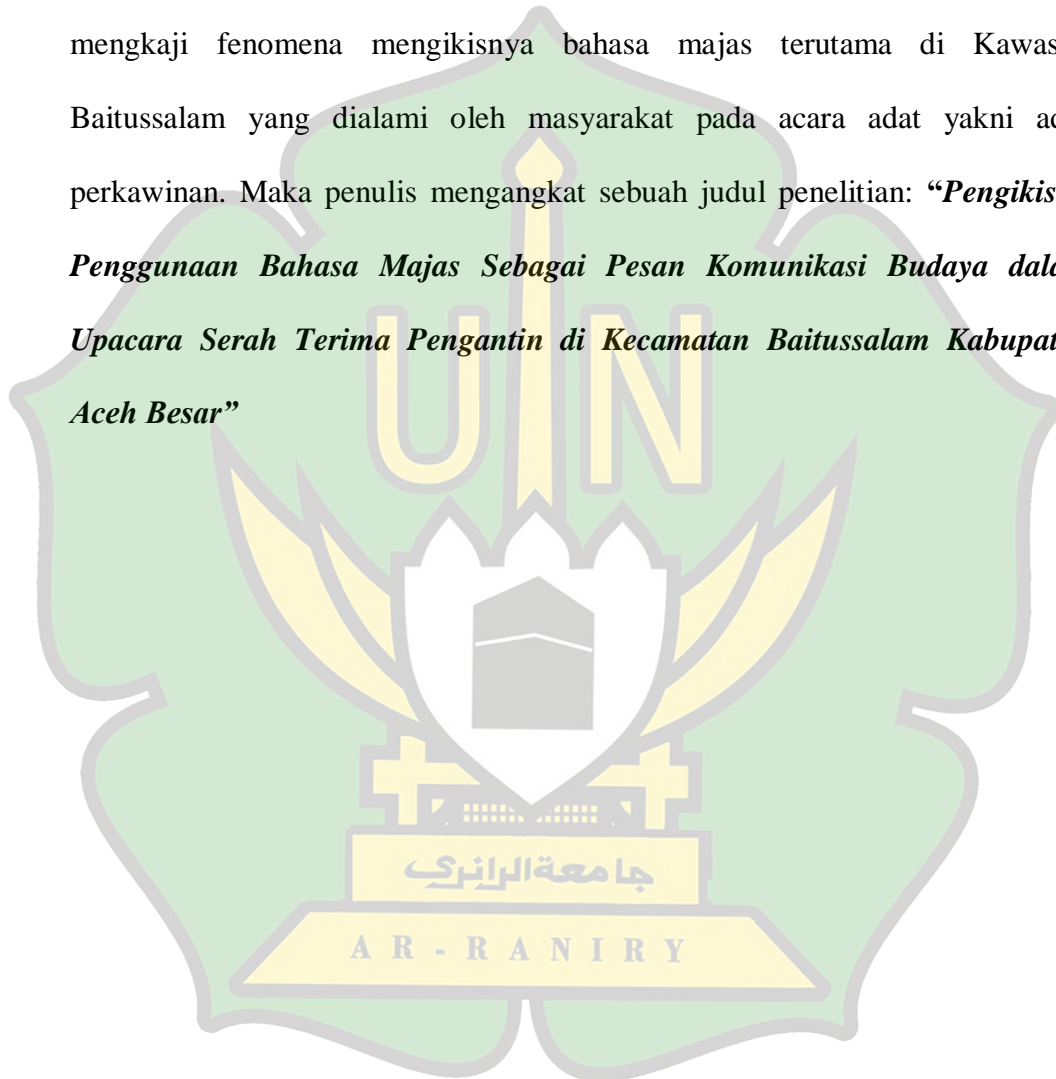 mengkaji fenomena mengikisnya bahasa majas terutama di Kawas
Baitussalam yang dialami oleh masyarakat pada acara adat yakni ad
perkawinan. Maka penulis mengangkat sebuah judul penelitian: “Pengikis
Penggunaan Bahasa Majas Sebagai Pesan Komunikasi Budaya dala
Upacara Serah Terima Pengantin di Kecamatan Baitussalam Kabupat
Aceh Besar”
UIN
جامعة الرانري
AR-RANIRY